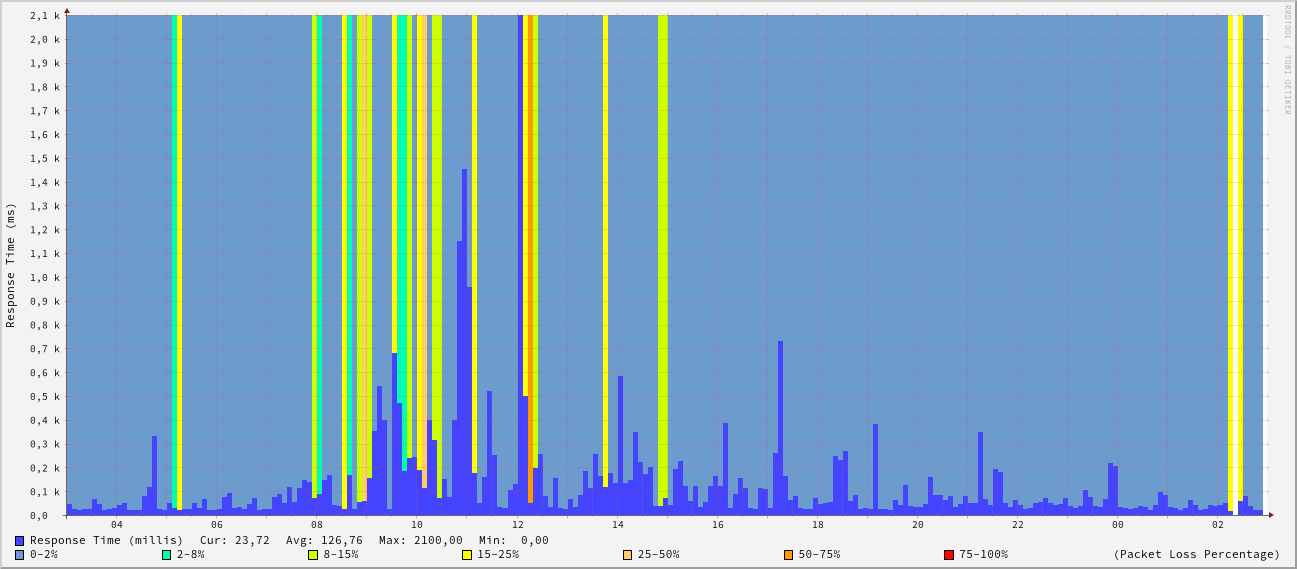 RRDTOOL / TOBI OETIKER
Response Time (ms)
2,1 k
2,0 k
1,9 k
1,8 k
1,7 k
1,6 k
1,5 k
1,4 k
1,3 k
1,2 k
1,1 k
1,0 k
0,9 k
0,8 k
0,7 k
0,6 k
0,5 k
0,4 k
0,3 k
0,2 k
0,1 k
0,0
04 06 08 10 12 14 16 18 20 22 00 02
Response Time (millis) Cur: 23,72 Avg: 126,76 Max: 2100,00 Min: 0,00
0-2% 2-8% 8-15% 15-25% 25-50% 50-75% 75-100% (Packet Loss Percentage)